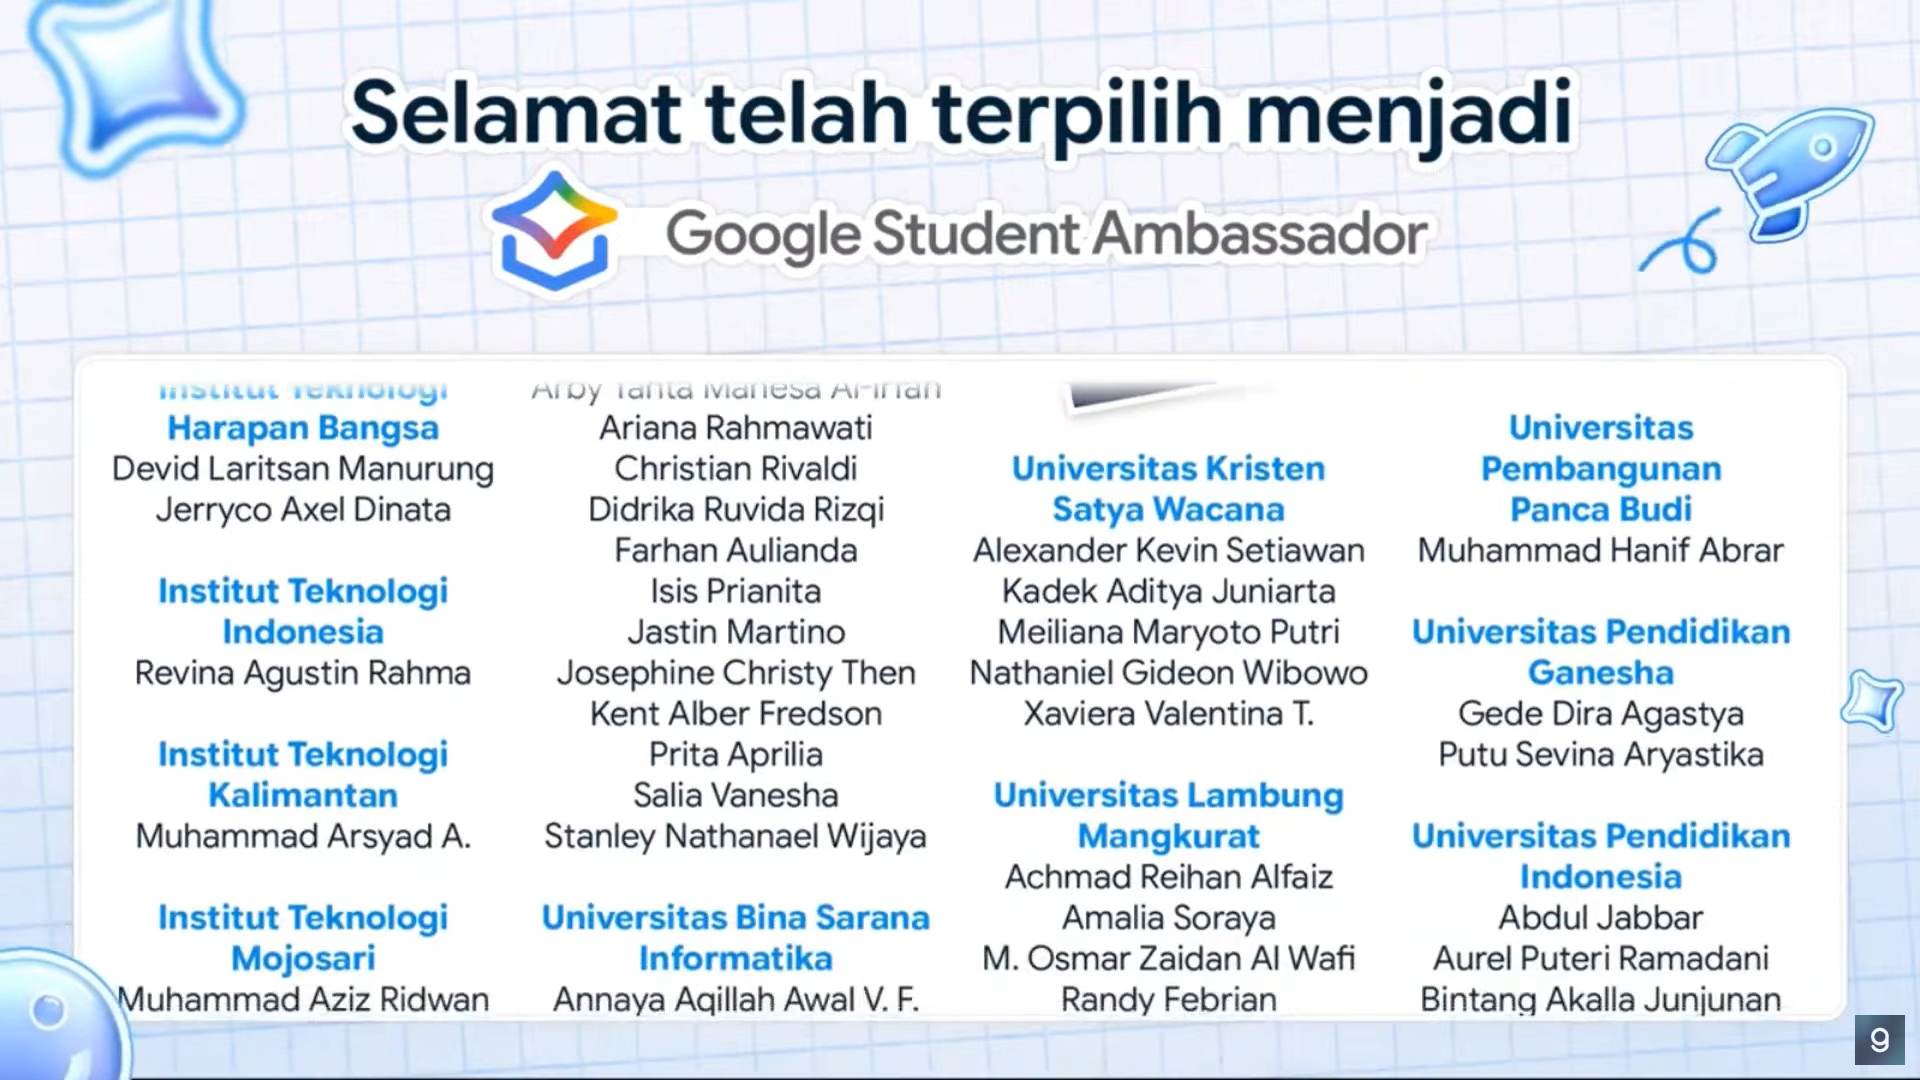 Selamat telah terpilih menjadi
Google Student Ambassador
Institut Teknologi
Harapan Bangsa
Devid Laritsan Manurung
Jerryco Axel Dinata
Institut Teknologi
Indonesia
Revina Agustin Rahma
Institut Teknologi
Kalimantan
Muhammad Arsyad A.
Institut Teknologi
Mojosari
Muhammad Aziz Ridwan
Ariana Rahmawati
Christian Rivaldi
Didrika Ruvida Rizqi
Farhan Aulianda
Isis Prianita
Jastin Martino
Josephine Christy Then
Kent Alber Fredson
Prita Aprilia
Salia Vanesha
Stanley Nathanael Wijaya
Universitas Bina Sarana
Informatika
Annaya Aqillah Awal V. F.
Universitas Kristen
Satya Wacana
Alexander Kevin Setiawan
Kadek Aditya Juniarta
Meiliana Maryoto Putri
Nathaniel Gideon Wibowo
Xaviera Valentina T.
Universitas Lambung
Mangkurat
Achmad Reihan Alfaiz
Amalia Soraya
M. Osmar Zaidan Al Wafi
Randy Febrian
Universitas
Pembangunan
Panca Budi
Muhammad Hanif Abrar
Universitas Pendidikan
Ganesha
Gede Dira Agastya
Putu Sevina Aryastika
Universitas Pendidikan
Indonesia
Abdul Jabbar
Aurel Puteri Ramadani
Bintang Akalla Junjunan
9